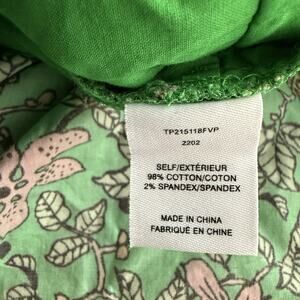 TP215118FVP
2202
SELF/EXTÉRIEUR
98% COTTON/COTON
2% SPANDEX/SPANDEX
MADE IN CHINA
FABRIQUÉ EN CHINE